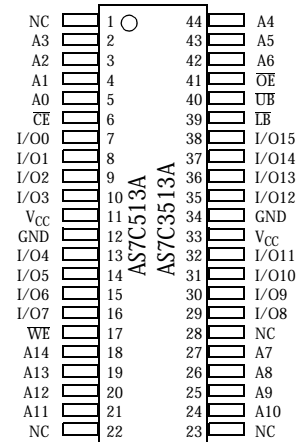 NC 1 44 A4
A3 2 43 A5
A2 3 42 A6
A1 4 41 OE
A0 5 40 UB
CE 6 39 LB
I/O0 7 38 I/O15
I/O1 8 37 I/O14
I/O2 9 36 I/O13
I/O3 10 35 I/O12
VCC 11 34 GND
GND 12 33 VCC
I/O4 13 32 I/O11
I/O5 14 31 I/O10
I/O6 15 30 I/O9
I/O7 16 29 I/O8
WE 17 28 NC
A14 18 27 A7
A13 19 26 A8
A12 20 25 A9
A11 21 24 A10
NC 22 23 NC
AS7C513A
AS7C3513A